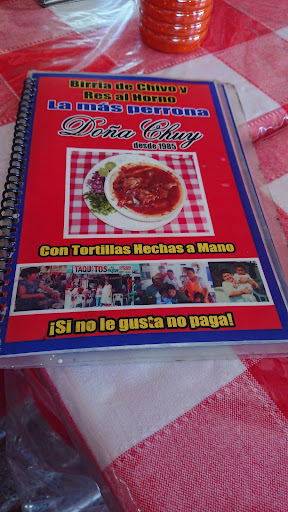 Birria de Chivo y
Res al Horno
La más perrona
Doña Chuy
desde 1985
Con Tortillas Hechas a Mano
TAQUITOS
¡Si no le gusta no paga!